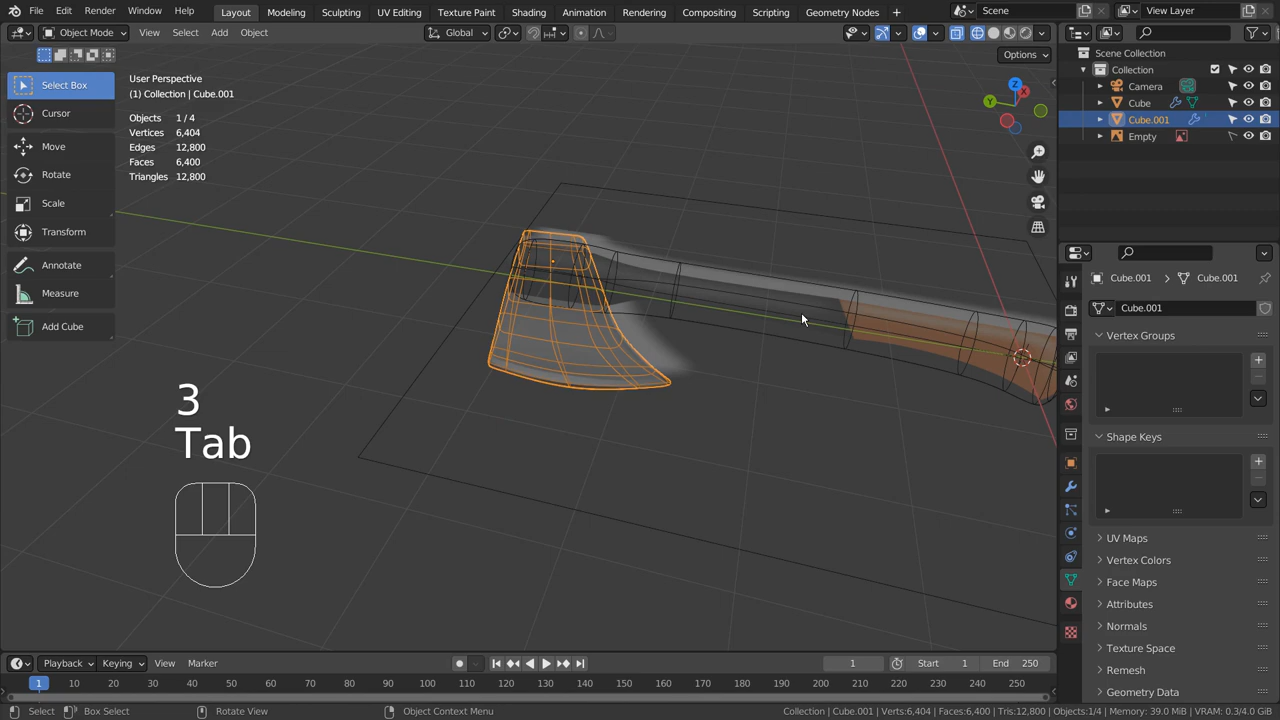 File Edit Render Window Help
Layout Modeling Sculpting UV Editing Texture Paint Shading Animation Rendering Compositing Scripting Geometry Nodes +
Scene
View Layer
Object Mode View Select Add Object
Global
Options
Select Box
Cursor
Move
Rotate
Scale
Transform
Annotate
Measure
Add Cube
User Perspective
(1) Collection | Cube.001
Objects 1 / 4
Vertices 6,404
Edges 12,800
Faces 6,400
Triangles 12,800
Z
Y
X
3
Tab
Scene Collection
Collection
Camera
Cube
Cube.001
Empty
Cube.001 Cube.001
Cube.001
Vertex Groups
Shape Keys
UV Maps
Vertex Colors
Face Maps
Attributes
Normals
Texture Space
Remesh
Geometry Data
Playback Keying View Marker
1 Start 1 End 250
1 10 20 30 40 50 60 70 80 90 100 110 120 130 140 150 160 170 180 190 200 210 220 230 240 250
Select Box Select Rotate View Object Context Menu
Collection | Cube.001 | Verts:6,404 | Faces:6,400 | Tris:12,800 | Objects:1/4 | Memory: 39.0 MiB | VRAM: 0.3/4.0 GiB